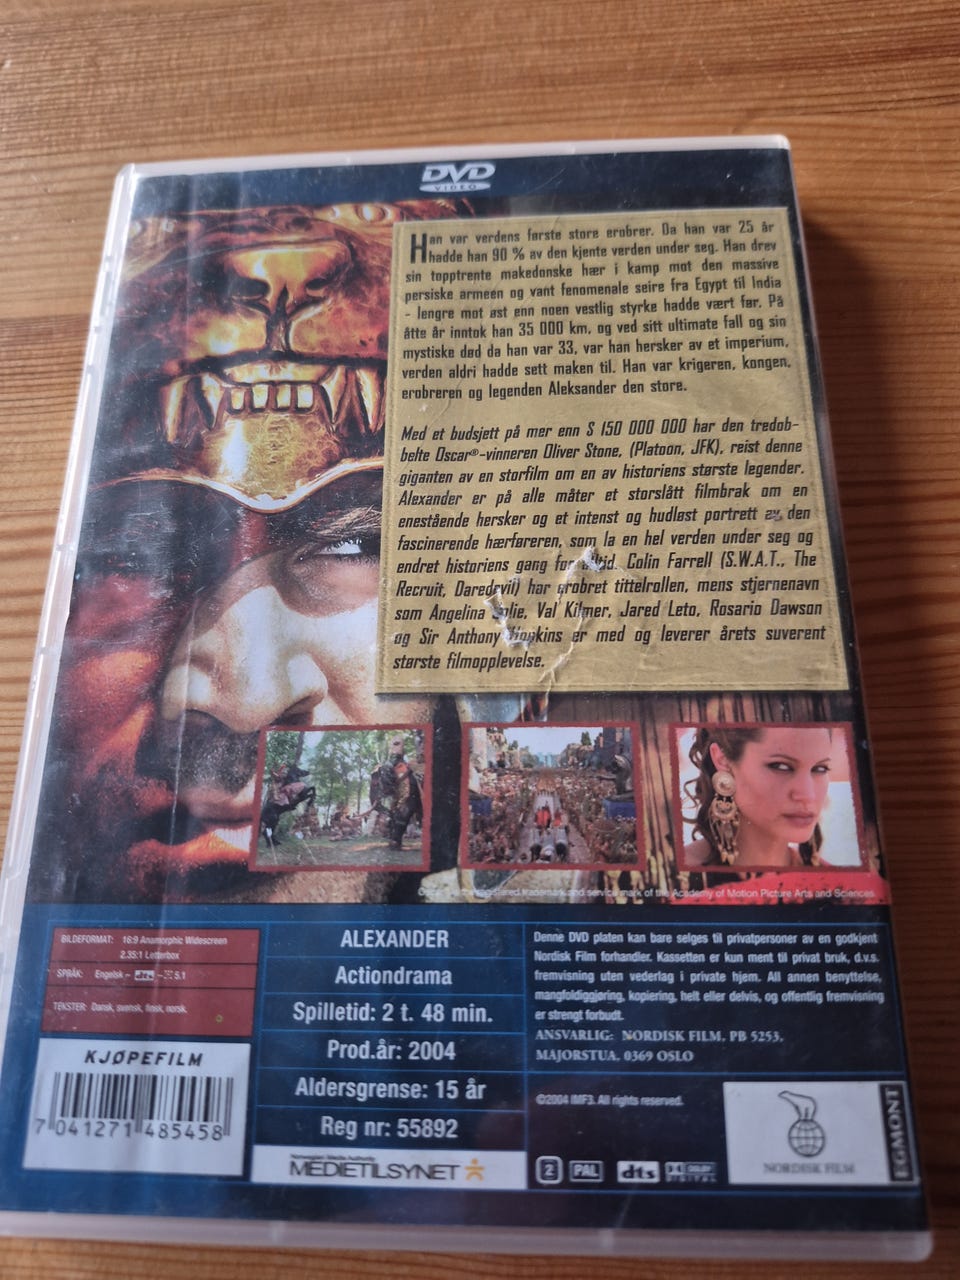 DVD
VIDEO
Han var verdens første store erobrer. Da han var 25 år
hadde han 90 % av den kjente verden under seg. Han drev
sin topptrente makedonske hær i kamp mot den massive
persiske armeen og vant fenomenale seire fra Egypt til India
- lengre mot øst enn noen vestlig styrke hadde vært før. På
åtte år inntok han 35 000 km, og ved sitt ultimate fall og sin
mystiske død da han var 33, var han hersker av et imperium,
verden aldri hadde sett maken til. Han var krigeren, kongen,
erobreren og legenden Aleksander den store.
Med et budsjett på mer enn $ 150 000 000 har den tredob-
belte Oscar®-vinneren Oliver Stone, (Platoon, JFK), reist denne
giganten av en storfilm om en av historiens største legender.
Alexander er på alle måter et storslått filmbrak om en
enestående hersker og et intenst og hudløst portrett av den
fascinerende hærføreren, som la en hel verden under seg og
endret historiens gang for alltid. Colin Farrell (S.W.A.T., The
Recruit, Daredevil) har erobret tittelrollen, mens stjernenavn
som Angelina Jolie, Val Kilmer, Jared Leto, Rosario Dawson
og Sir Anthony Hopkins er med og leverer årets suverent
største filmopplevelse.
registered trademark and service mark of the Academy of Motion Picture Arts and Sciences
BILDEFORMAT: 16:9 Anamorphic Widescreen
2.35:1 Letterbox
SPRÅK: Engelsk - dts - 5.1
TEKSTER: Dansk, svensk, finsk, norsk.
KJØPEFILM
7 041271 485458
ALEXANDER
Actiondrama
Spilletid: 2 t. 48 min.
Prod.år: 2004
Aldersgrense: 15 år
Reg nr: 55892
Norwegian Media Authority
MEDIETILSYNET
Denne DVD platen kan bare selges til privatpersoner av en godkjent
Nordisk Film forhandler. Kassetten er kun ment til privat bruk, d.v.s.
fremvisning uten vederlag i private hjem. All annen benyttelse,
mangfoldiggjøring, kopiering, helt eller delvis, og offentlig fremvisning
er strengt forbudt.
ANSVARLIG: NORDISK FILM, PB 5253,
MAJORSTUA, 0369 OSLO
©2004 IMF3. All rights reserved.
2 PAL dts DOLBY DIGITAL
NORDISK FILM
EGMONT